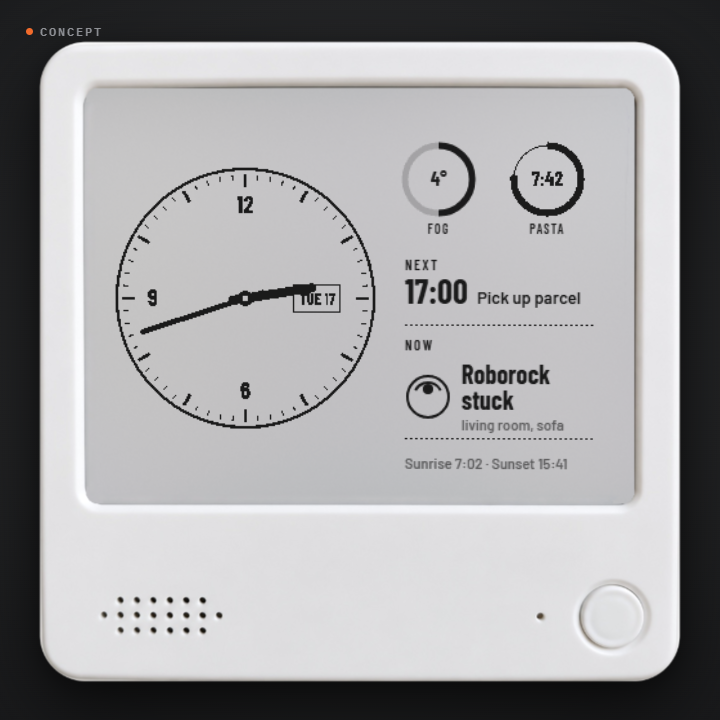 CONCEPT
12
9
TUE 17
6
4°
FOG
7:42
PASTA
NEXT
17:00 Pick up parcel
NOW
Roborock
stuck
living room, sofa
Sunrise 7:02 · Sunset 15:41